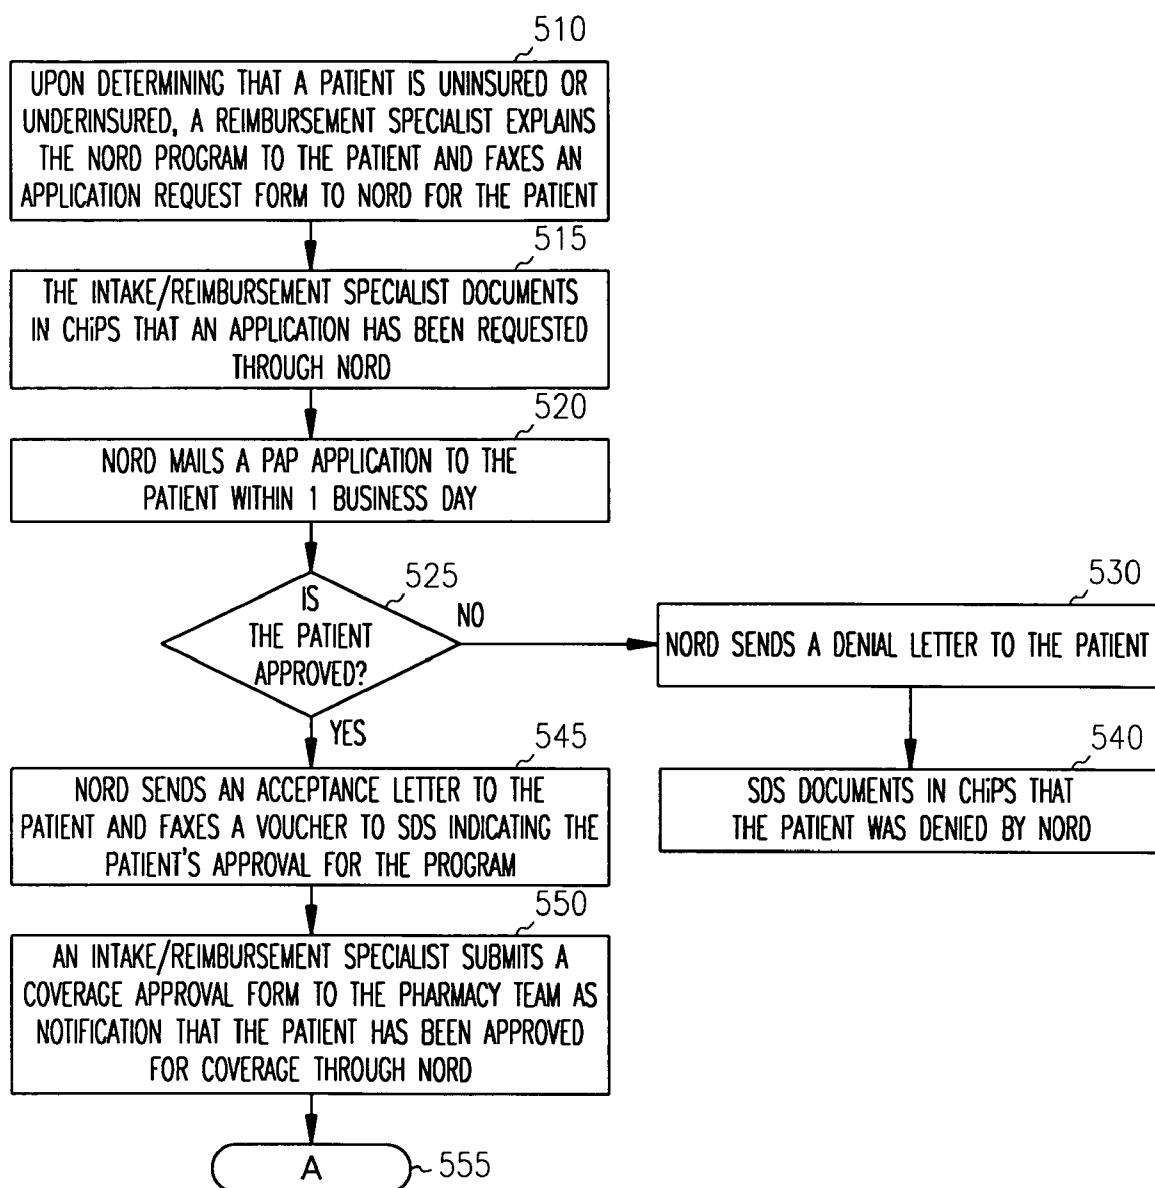 510
UPON DETERMINING THAT A PATIENT IS UNINSURED OR
UNDERINSURED, A REIMBURSEMENT SPECIALIST EXPLAINS
THE NORD PROGRAM TO THE PATIENT AND FAXES AN
APPLICATION REQUEST FORM TO NORD FOR THE PATIENT
515
THE INTAKE/REIMBURSEMENT SPECIALIST DOCUMENTS
IN CHiPS THAT AN APPLICATION HAS BEEN REQUESTED
THROUGH NORD
520
NORD MAILS A PAP APPLICATION TO THE
PATIENT WITHIN 1 BUSINESS DAY
525
IS
THE PATIENT
APPROVED?
NO
530
NORD SENDS A DENIAL LETTER TO THE PATIENT
540
SDS DOCUMENTS IN CHiPS THAT
THE PATIENT WAS DENIED BY NORD
YES
545
NORD SENDS AN ACCEPTANCE LETTER TO THE
PATIENT AND FAXES A VOUCHER TO SDS INDICATING THE
PATIENT'S APPROVAL FOR THE PROGRAM
550
AN INTAKE/REIMBURSEMENT SPECIALIST SUBMITS A
COVERAGE APPROVAL FORM TO THE PHARMACY TEAM AS
NOTIFICATION THAT THE PATIENT HAS BEEN APPROVED
FOR COVERAGE THROUGH NORD
A
555